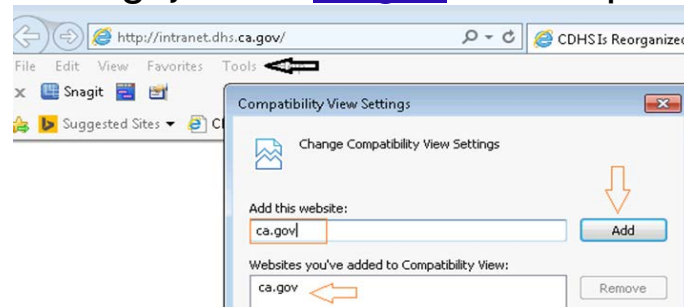 http://intranet.dhs.ca.gov/
CDHS Is Reorganized
File Edit View Favorites Tools
x Snagit
Suggested Sites
Compatibility View Settings
Change Compatibility View Settings
Add this website:
ca.gov
Add
Websites you've added to Compatibility View:
ca.gov
Remove